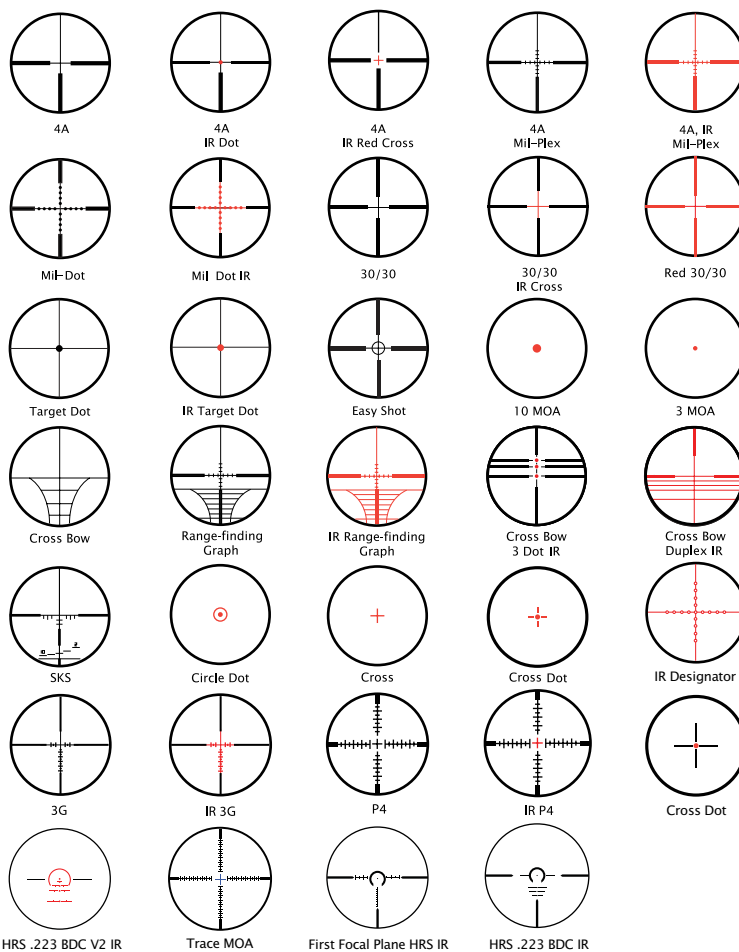 4A
4A
IR Dot
4A
IR Red Cross
4A
Mil-Plex
4A, IR
Mil-Plex
Mil-Dot
Mil Dot IR
30/30
30/30
IR Cross
Red 30/30
Target Dot
IR Target Dot
Easy Shot
10 MOA
3 MOA
Cross Bow
Range-finding
Graph
IR Range-finding
Graph
Cross Bow
3 Dot IR
Cross Bow
Duplex IR
SKS
Circle Dot
Cross
Cross Dot
IR Designator
3G
IR 3G
P4
IR P4
Cross Dot
HRS .223 BDC V2 IR
Trace MOA
First Focal Plane HRS IR
HRS .223 BDC IR